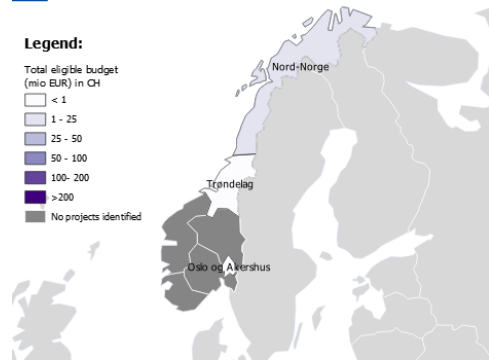 Legend:
Total eligible budget
(mio EUR) in CH
< 1
1 - 25
25 - 50
50 - 100
100- 200
>200
No projects identified
Nord-Norge
Trøndelag
Oslo og Akershus